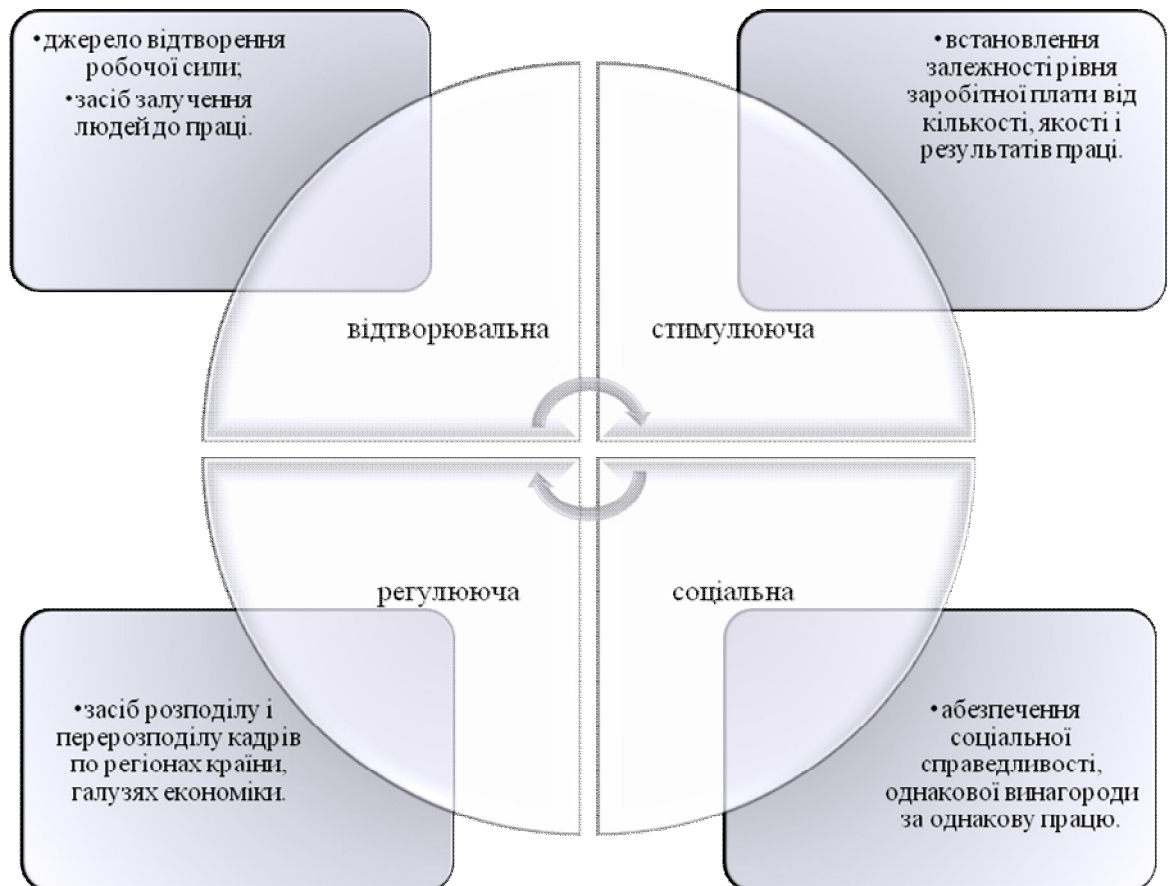 •джерело відтворення
робочої сили;
•засіб залучення
людей до праці.
•встановлення
залежності рівня
заробітної плати від
кількості, якості і
результатів праці.
відтворювальна
стимулююча
регулююча
соціальна
•засіб розподілу і
перерозподілу кадрів
по регіонах країни,
галузях економіки.
•абезпечення
соціальної
справедливості,
однакової винагороди
за однакову працю.